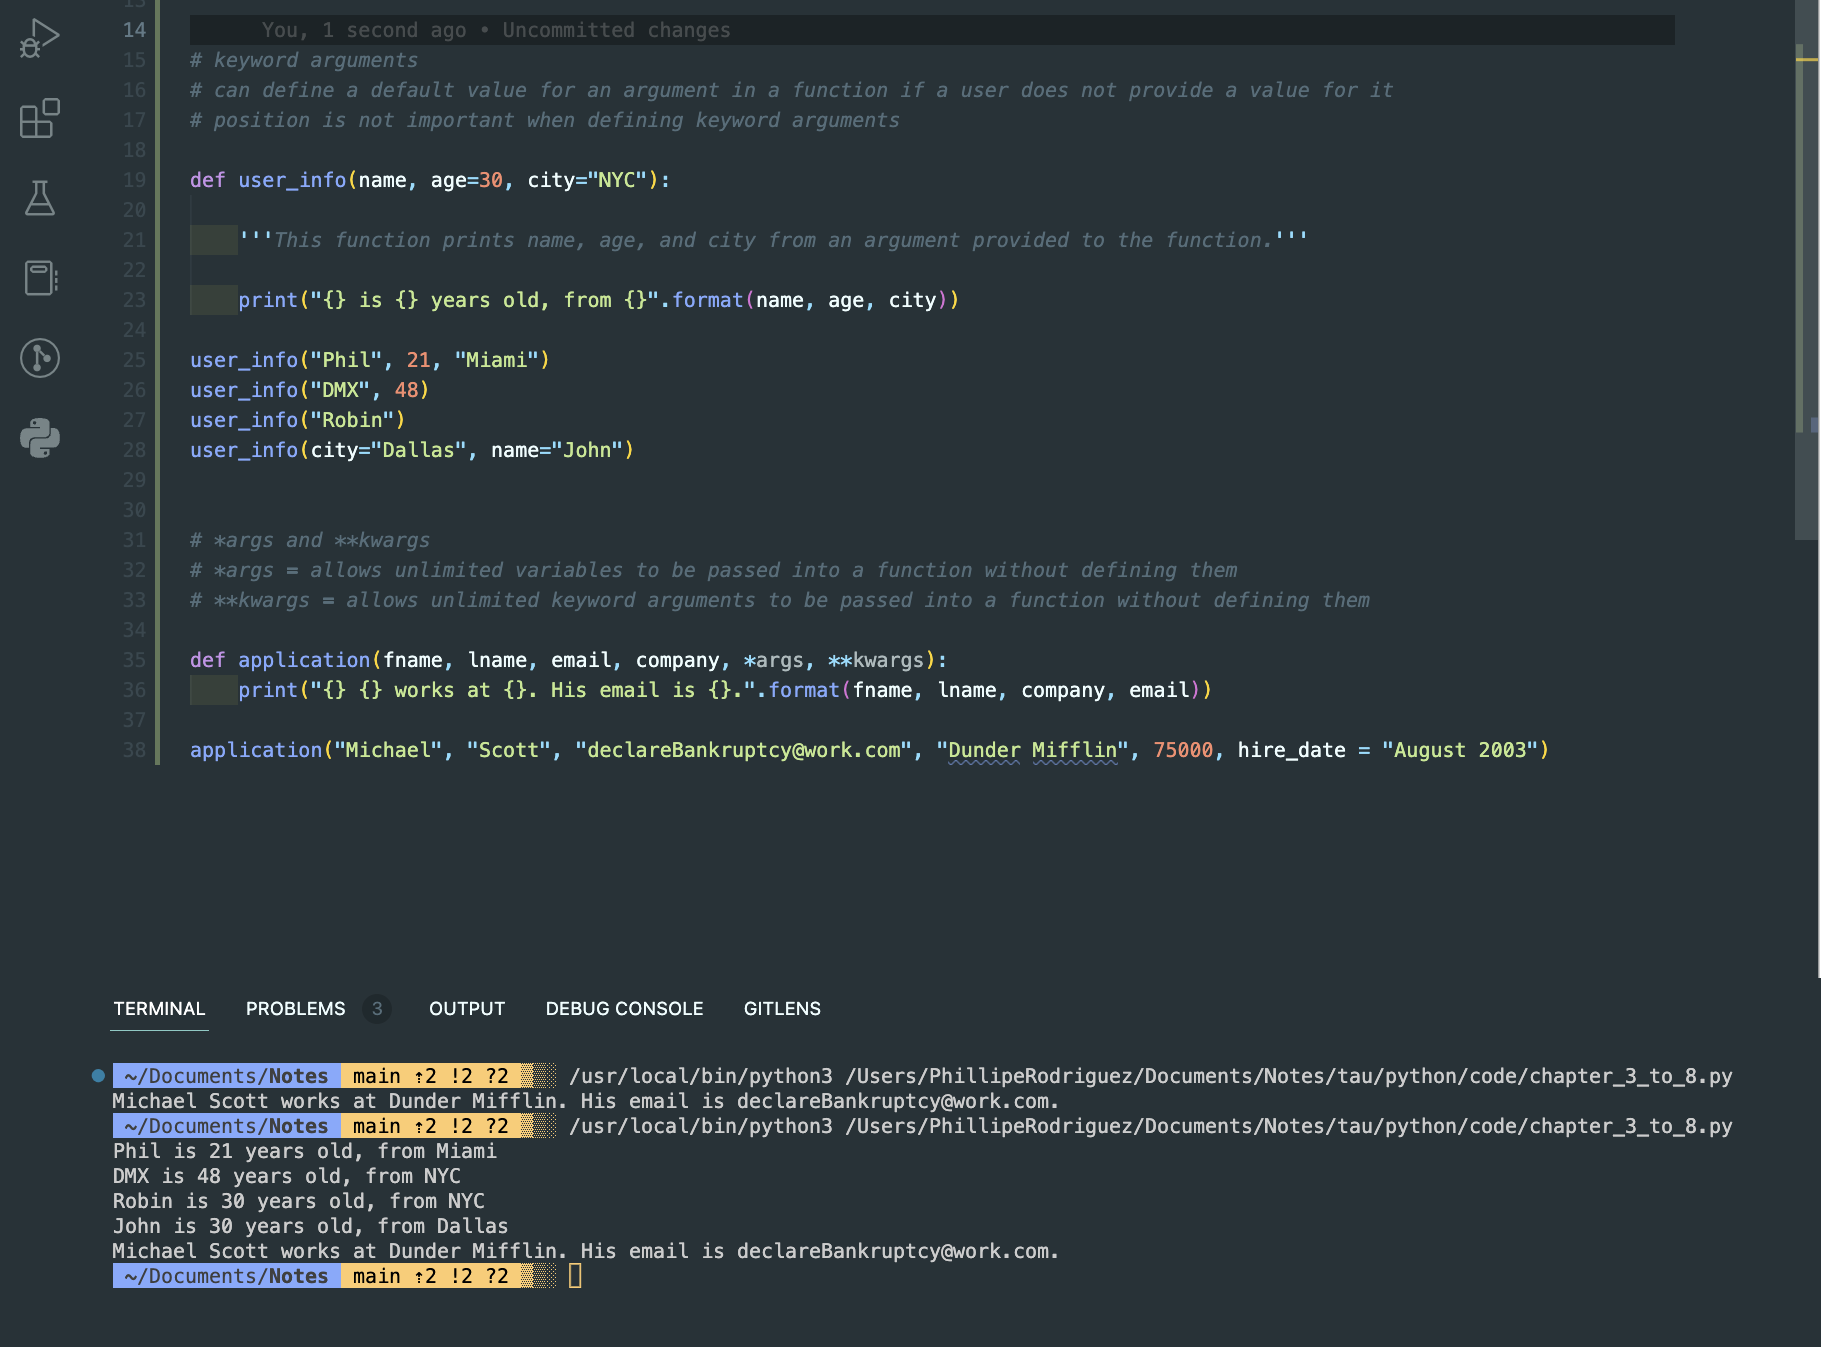 13
14 You, 1 second ago • Uncommitted changes
15 # keyword arguments
16 # can define a default value for an argument in a function if a user does not provide a value for it
17 # position is not important when defining keyword arguments
18
19 def user_info(name, age=30, city="NYC"):
20
21 '''This function prints name, age, and city from an argument provided to the function.'''
22
23 print("{} is {} years old, from {}".format(name, age, city))
24
25 user_info("Phil", 21, "Miami")
26 user_info("DMX", 48)
27 user_info("Robin")
28 user_info(city="Dallas", name="John")
29
30
31 # *args and **kwargs
32 # *args = allows unlimited variables to be passed into a function without defining them
33 # **kwargs = allows unlimited keyword arguments to be passed into a function without defining them
34
35 def application(fname, lname, email, company, *args, **kwargs):
36 print("{} {} works at {}. His email is {}.".format(fname, lname, company, email))
37
38 application("Michael", "Scott", "declareBankruptcy@work.com", "Dunder Mifflin", 75000, hire_date = "August 2003")
TERMINAL PROBLEMS 3 OUTPUT DEBUG CONSOLE GITLENS
~/Documents/Notes main ⇡2 !2 ?2 /usr/local/bin/python3 /Users/PhillipeRodriguez/Documents/Notes/tau/python/code/chapter_3_to_8.py
Michael Scott works at Dunder Mifflin. His email is declareBankruptcy@work.com.
~/Documents/Notes main ⇡2 !2 ?2 /usr/local/bin/python3 /Users/PhillipeRodriguez/Documents/Notes/tau/python/code/chapter_3_to_8.py
Phil is 21 years old, from Miami
DMX is 48 years old, from NYC
Robin is 30 years old, from NYC
John is 30 years old, from Dallas
Michael Scott works at Dunder Mifflin. His email is declareBankruptcy@work.com.
~/Documents/Notes main ⇡2 !2 ?2